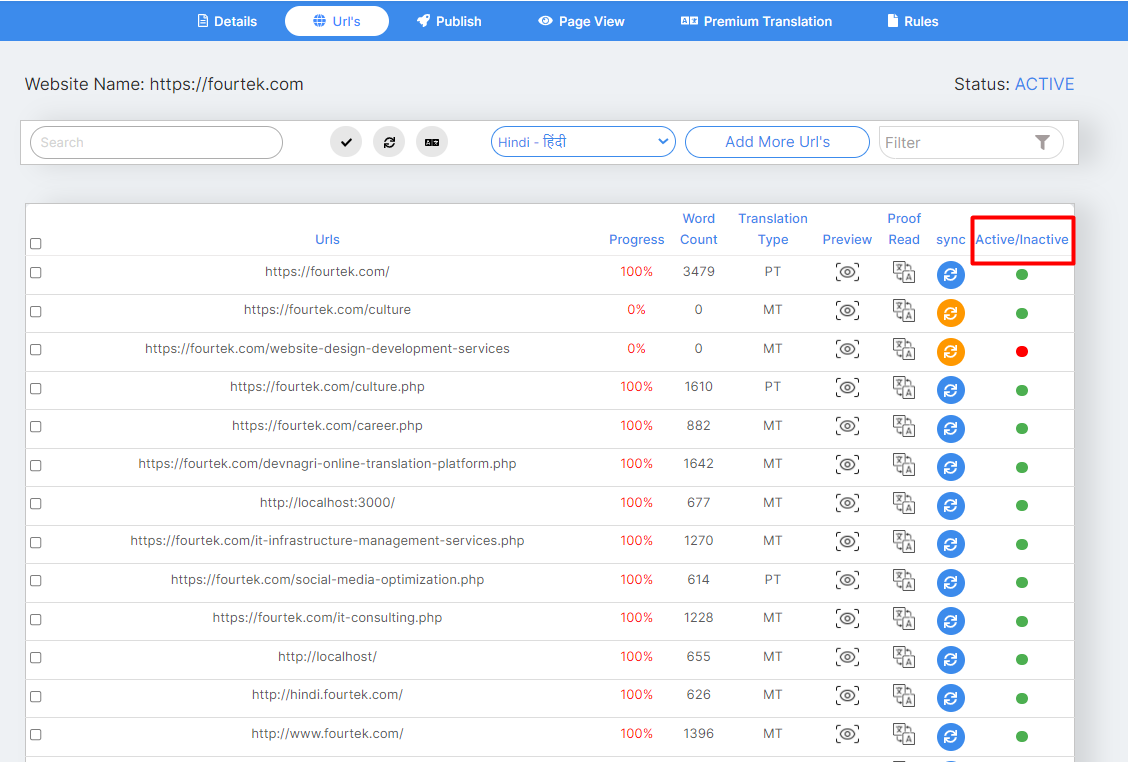 Details Url's Publish Page View Premium Translation Rules
Website Name: https://fourtek.com Status: ACTIVE
Search Hindi - हिंदी Add More Url's Filter
Urls Progress Word Count Translation Type Preview Proof Read sync Active/Inactive
https://fourtek.com/ 100% 3479 PT
https://fourtek.com/culture 0% 0 MT
https://fourtek.com/website-design-development-services 0% 0 MT
https://fourtek.com/culture.php 100% 1610 PT
https://fourtek.com/career.php 100% 882 MT
https://fourtek.com/devnagri-online-translation-platform.php 100% 1642 MT
http://localhost:3000/ 100% 677 MT
https://fourtek.com/it-infrastructure-management-services.php 100% 1270 MT
https://fourtek.com/social-media-optimization.php 100% 614 PT
https://fourtek.com/it-consulting.php 100% 1228 MT
http://localhost/ 100% 655 MT
http://hindi.fourtek.com/ 100% 626 MT
http://www.fourtek.com/ 100% 1396 MT